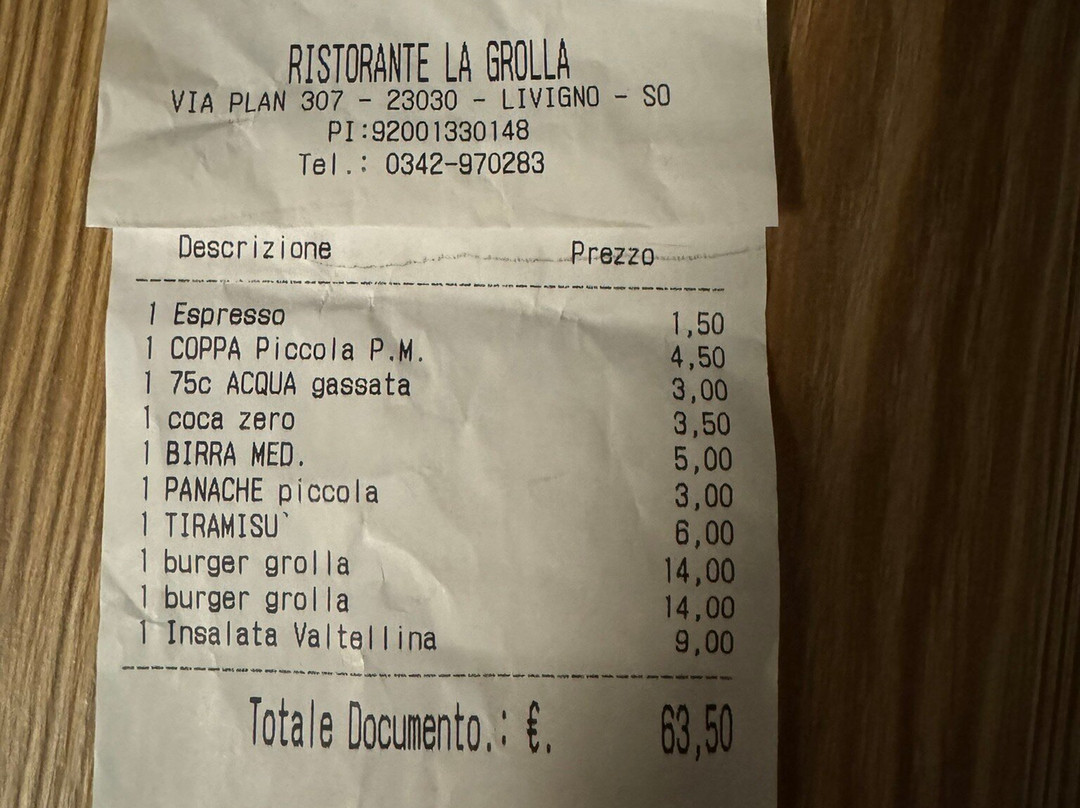 RISTORANTE LA GROLLA
VIA PLAN 307 - 23030 - LIVIGNO - SO
PI:92001330148
Tel.: 0342-970283
Descrizione Prezzo
1 Espresso 1,50
1 COPPA Piccola P.M. 4,50
1 75c ACQUA gassata 3,00
1 coca zero 3,50
1 BIRRA MED. 5,00
1 PANACHE piccola 3,00
1 TIRAMISU` 6,00
1 burger grolla 14,00
1 burger grolla 14,00
1 Insalata Valtellina 9,00
Totale Documento.: €. 63,50